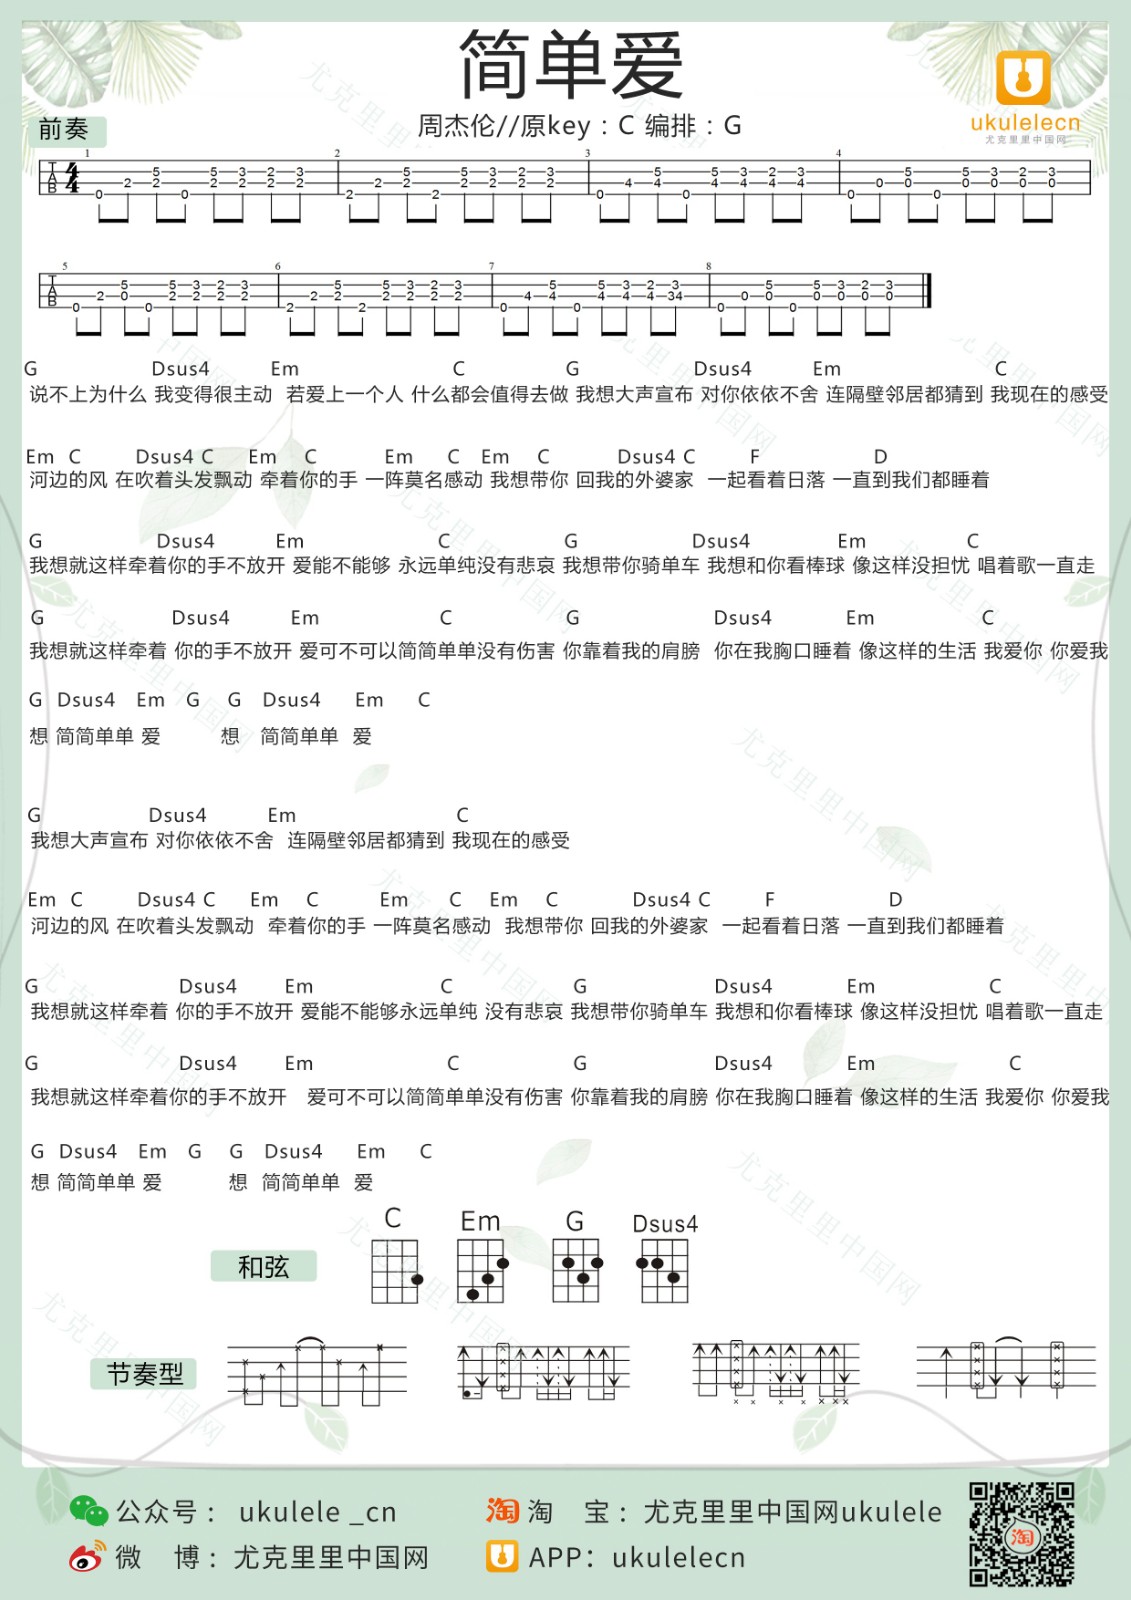 简单爱
周杰伦//原key：C 编排：G
ukulelecn
尤克里里中国网
前奏
G Dsus4 Em C G Dsus4 Em C
说不上为什么 我变得很主动 若爱上一个人 什么都会值得去做 我想大声宣布 对你依依不舍 连隔壁邻居都猜到 我现在的感受
Em C Dsus4 C Em C Em C Em C Dsus4 C F D
河边的风 在吹着头发飘动 牵着你的手 一阵莫名感动 我想带你 回我的外婆家 一起看着日落 一直到我们都睡着
G Dsus4 Em C G Dsus4 Em C
我想就这样牵着你的手不放开 爱能不能够 永远单纯没有悲哀 我想带你骑单车 我想和你看棒球 像这样没担忧 唱着歌一直走
G Dsus4 Em C G Dsus4 Em C
我想就这样牵着 你的手不放开 爱可不可以简简单单没有伤害 你靠着我的肩膀 你在我胸口睡着 像这样的生活 我爱你 你爱我
G Dsus4 Em G G Dsus4 Em C
想 简简单单 爱 想 简简单单 爱
G Dsus4 Em C
我想大声宣布 对你依依不舍 连隔壁邻居都猜到 我现在的感受
Em C Dsus4 C Em C Em C Em C Dsus4 C F D
河边的风 在吹着头发飘动 牵着你的手 一阵莫名感动 我想带你 回我的外婆家 一起看着日落 一直到我们都睡着
G Dsus4 Em C G Dsus4 Em C
我想就这样牵着 你的手不放开 爱能不能够永远单纯 没有悲哀 我想带你骑单车 我想和你看棒球 像这样没担忧 唱着歌一直走
G Dsus4 Em C G Dsus4 Em C
我想就这样牵着你的手不放开 爱可不可以简简单单没有伤害 你靠着我的肩膀 你在我胸口睡着 像这样的生活 我爱你 你爱我
G Dsus4 Em G G Dsus4 Em C
想 简简单单 爱 想 简简单单 爱
和弦 C Em G Dsus4
节奏型
公众号： ukulele _cn
淘 淘 宝：尤克里里中国网ukulele
微 博：尤克里里中国网
APP：ukulelecn
淘